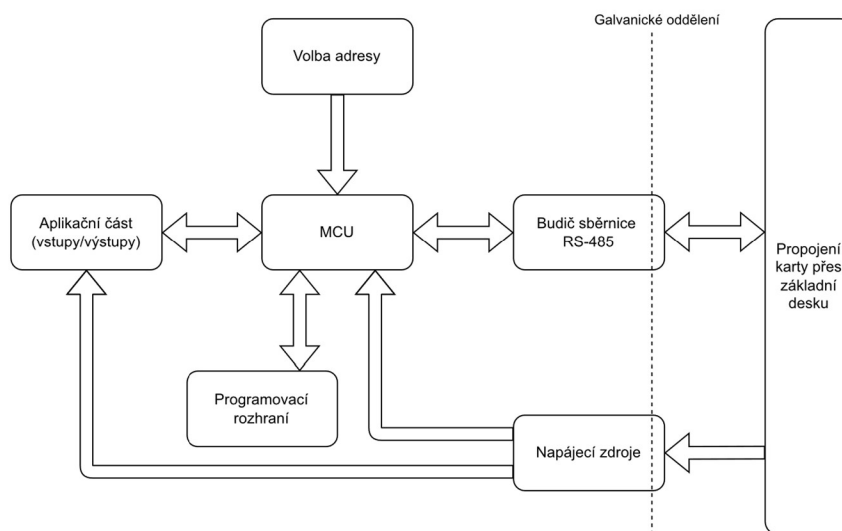 Galvanické oddělení
Volba adresy
Aplikační část
(vstupy/výstupy)
MCU
Budič sběrnice
RS-485
Propojení
karty přes
základní
desku
Programovací
rozhraní
Napájecí zdroje